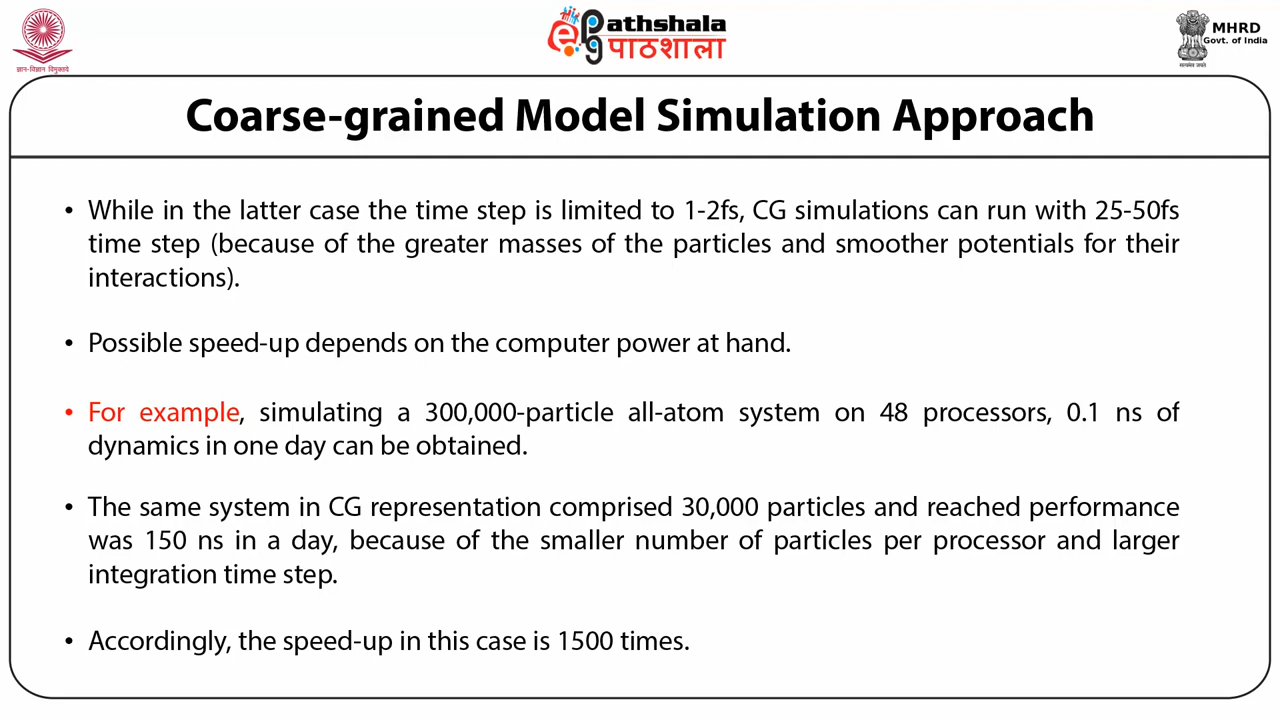 ज्ञान-विज्ञान विमुक्तये
ePathshala
पाठशाला
सत्यमेव जयते
MHRD
Govt. of India
Coarse-grained Model Simulation Approach
• While in the latter case the time step is limited to 1-2fs, CG simulations can run with 25-50fs
time step (because of the greater masses of the particles and smoother potentials for their
interactions).
• Possible speed-up depends on the computer power at hand.
• For example, simulating a 300,000-particle all-atom system on 48 processors, 0.1 ns of
dynamics in one day can be obtained.
• The same system in CG representation comprised 30,000 particles and reached performance
was 150 ns in a day, because of the smaller number of particles per processor and larger
integration time step.
• Accordingly, the speed-up in this case is 1500 times.